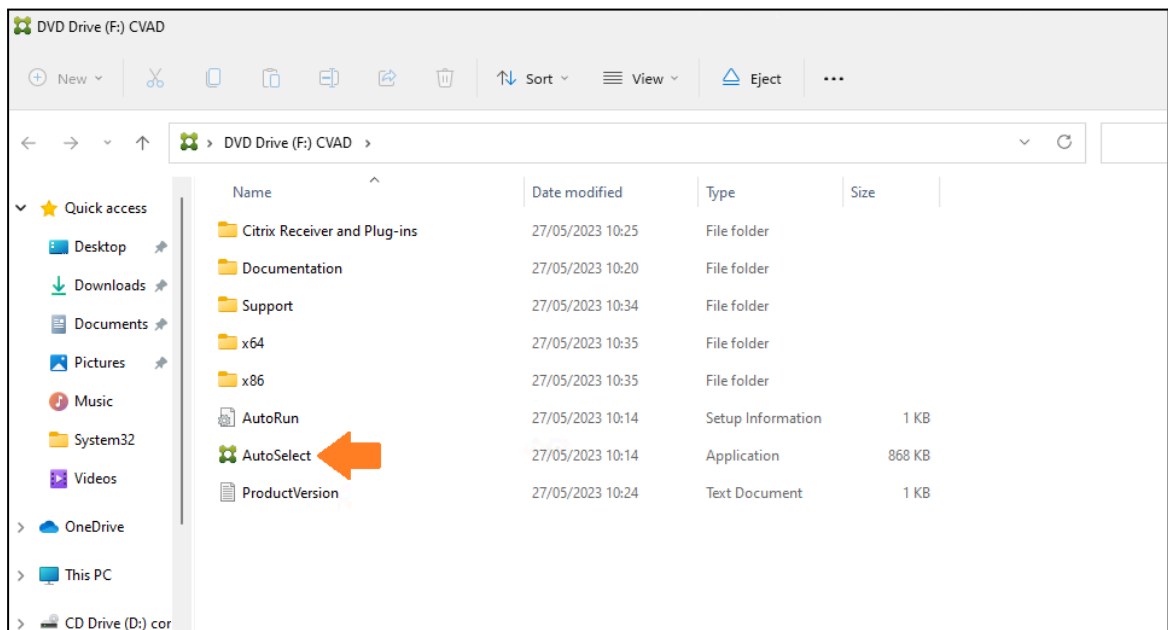 DVD Drive (F:) CVAD
New
Sort
View
Eject
DVD Drive (F:) CVAD
Name Date modified Type Size
Quick access
Desktop
Downloads
Documents
Pictures
Music
System32
Videos
OneDrive
This PC
CD Drive (D:) cor
Citrix Receiver and Plug-ins 27/05/2023 10:25 File folder
Documentation 27/05/2023 10:20 File folder
Support 27/05/2023 10:34 File folder
x64 27/05/2023 10:35 File folder
x86 27/05/2023 10:35 File folder
AutoRun 27/05/2023 10:14 Setup Information 1 KB
AutoSelect 27/05/2023 10:14 Application 868 KB
ProductVersion 27/05/2023 10:24 Text Document 1 KB